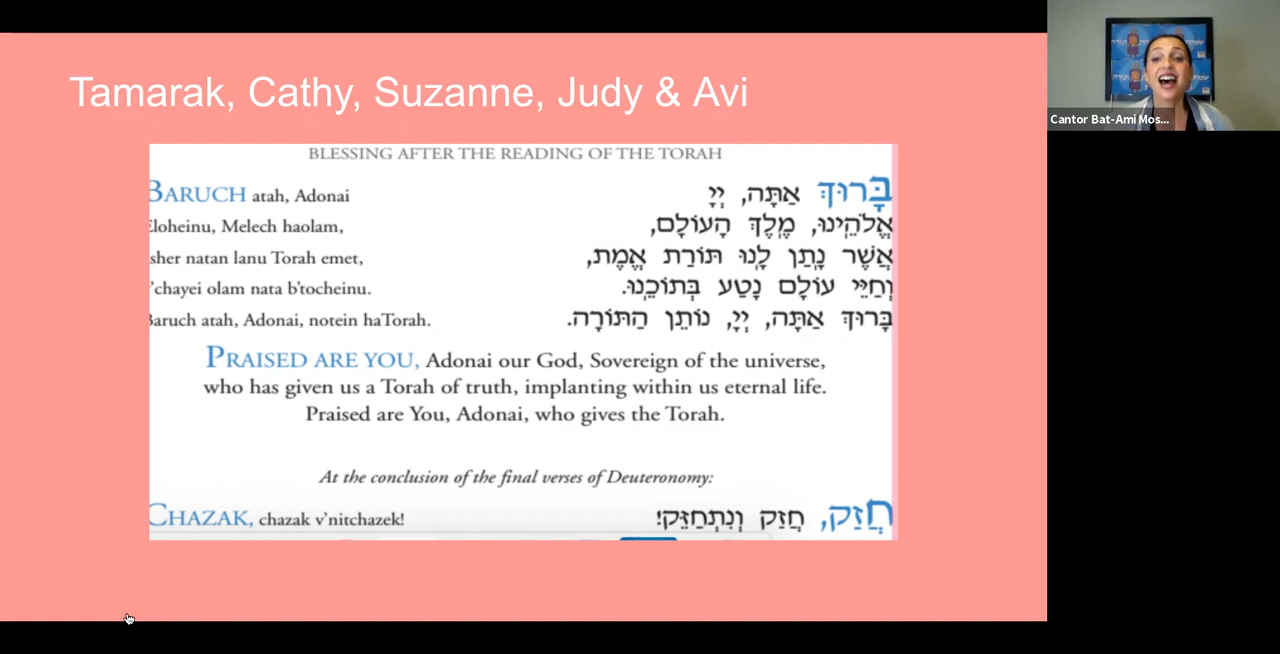 Tamarak, Cathy, Suzanne, Judy & Avi
Cantor Bat-Ami Mos...
BLESSING AFTER THE READING OF THE TORAH
BARUCH atah, Adonai
בָּרוּךְ אַתָּה, יְיָ
Eloheinu, Melech haolam,
אֱלֹהֵינוּ, מֶלֶךְ הָעוֹלָם,
sher natan lanu Torah emet,
אֲשֶׁר נָתַן לָנוּ תּוֹרַת אֱמֶת,
'chayei olam nata b'tocheinu.
וְחַיֵּי עוֹלָם נָטַע בְּתוֹכֵנוּ.
Baruch atah, Adonai, notein haTorah.
בָּרוּךְ אַתָּה, יְיָ, נוֹתֵן הַתּוֹרָה.
PRAISED ARE YOU, Adonai our God, Sovereign of the universe,
who has given us a Torah of truth, implanting within us eternal life.
Praised are You, Adonai, who gives the Torah.
At the conclusion of the final verses of Deuteronomy:
CHAZAK, chazak v'nitchazek!
חֲזַק, חֲזַק וְנִתְחַזֵּק!